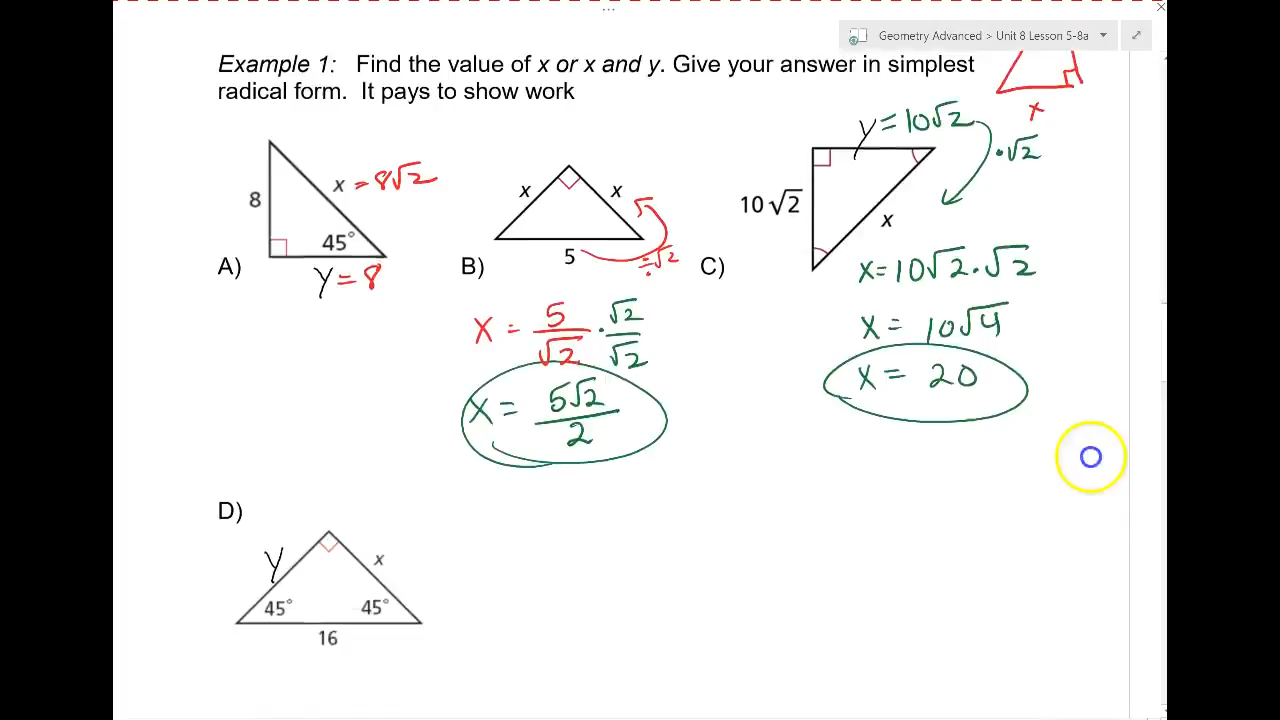 Geometry Advanced > Unit 8 Lesson 5-8a
Example 1: Find the value of x or x and y. Give your answer in simplest
radical form. It pays to show work
x
A)
8
x = 8√2
45°
y = 8
B)
x
x
5
÷√2
x = 5/√2 · √2/√2
x = 5√2/2
C)
y = 10√2
·√2
10√2
x
x = 10√2 · √2
x = 10√4
x = 20
D)
y
x
45°
45°
16